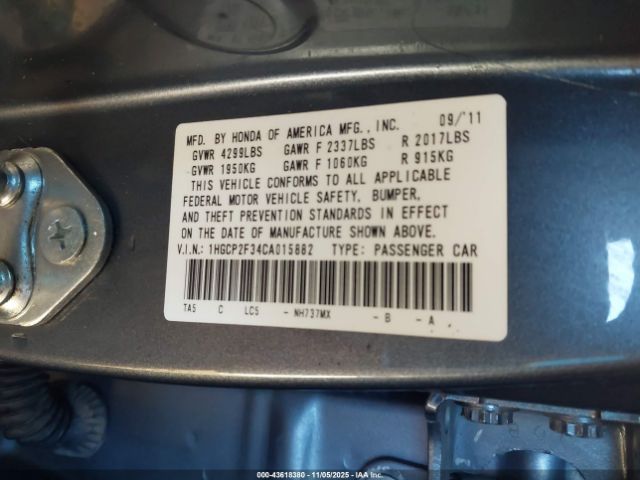 MFD. BY HONDA OF AMERICA MFG., INC. 09/'11
GVWR 4299LBS GAWR F 2337LBS R 2017LBS
GVWR 1950KG GAWR F 1060KG R 915KG
THIS VEHICLE CONFORMS TO ALL APPLICABLE
FEDERAL MOTOR VEHICLE SAFETY, BUMPER,
AND THEFT PREVENTION STANDARDS IN EFFECT
ON THE DATE OF MANUFACTURE SHOWN ABOVE.
V.I.N.: 1HGCP2F34CA015882 TYPE: PASSENGER CAR
TA5 C LC5 - NH737MX - B - A
000-43618380 - 11/05/2025 - IAA Inc.